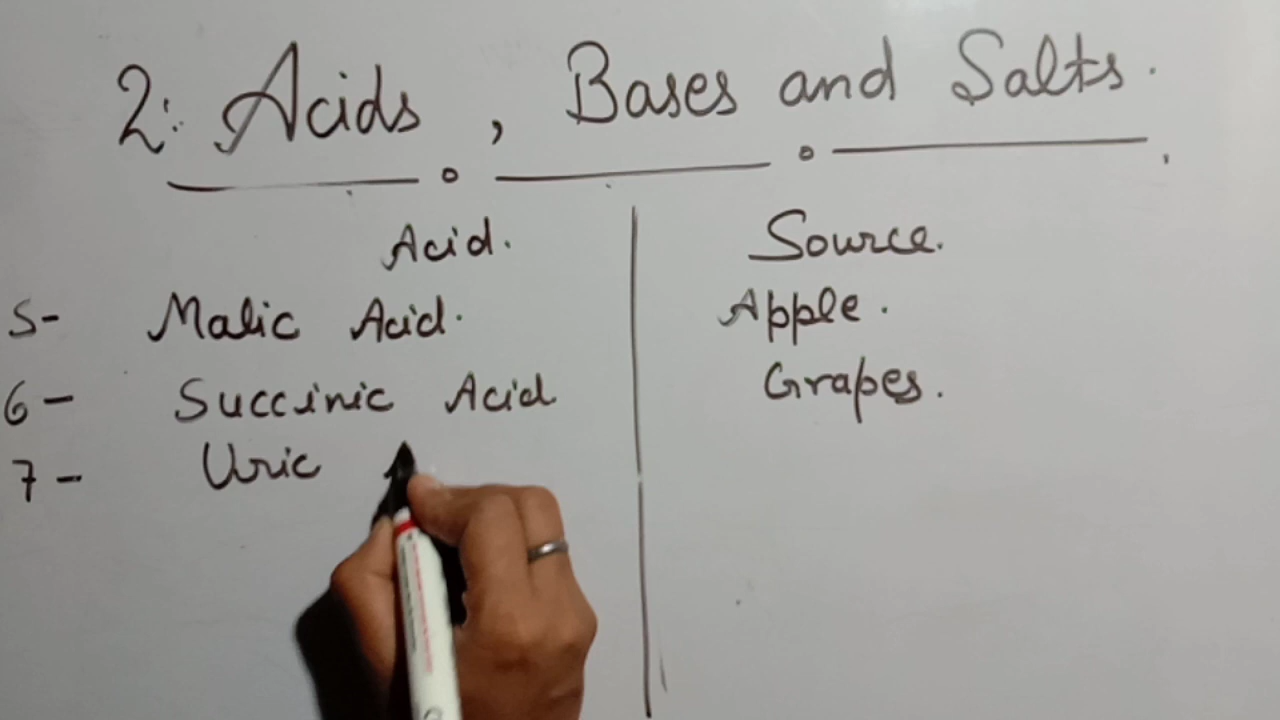 2: Acids, Bases and Salts.
Acid. Source.
5- Malic Acid. Apple.
6- Succinic Acid Grapes.
7- Uric